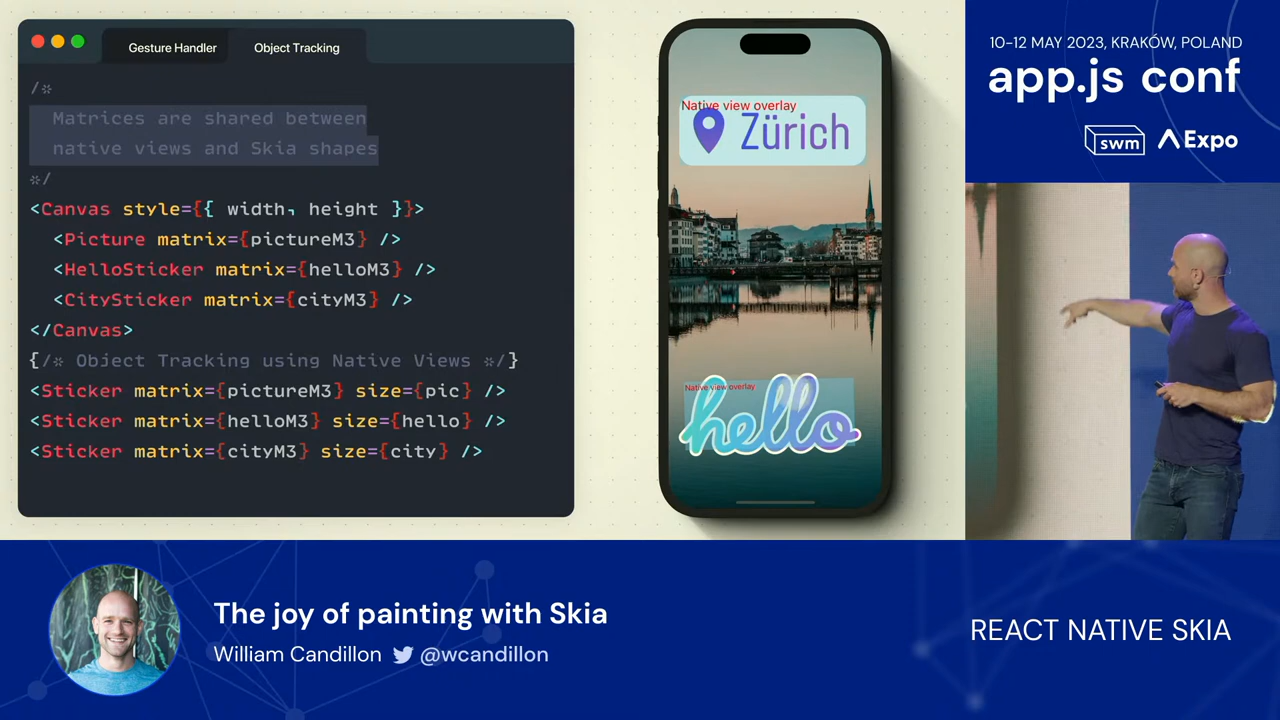 Gesture Handler
Object Tracking
/*
Matrices are shared between
native views and Skia shapes
*/
<Canvas style={{ width, height }}>
<Picture matrix={pictureM3} />
<HelloSticker matrix={helloM3} />
<CitySticker matrix={cityM3} />
</Canvas>
{/* Object Tracking using Native Views */}
<Sticker matrix={pictureM3} size={pic} />
<Sticker matrix={helloM3} size={hello} />
<Sticker matrix={cityM3} size={city} />
Native view overlay
Zürich
Native view overlay
hello
10-12 MAY 2023, KRAKÓW, POLAND
app.js conf
swm
Expo
The joy of painting with Skia
William Candillon @wcandillon
REACT NATIVE SKIA